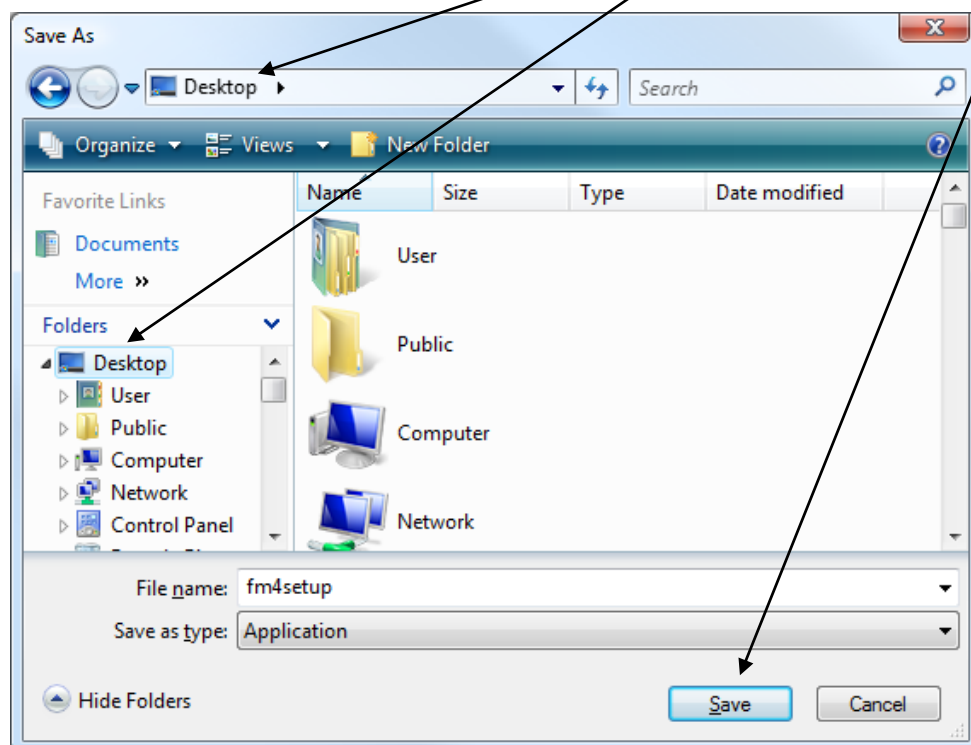 Save As
Desktop
Search
Organize Views New Folder
Favorite Links
Documents
More »
Folders
Desktop
User
Public
Computer
Network
Control Panel
Name Size Type Date modified
User
Public
Computer
Network
File name: fm4setup
Save as type: Application
Hide Folders
Save Cancel